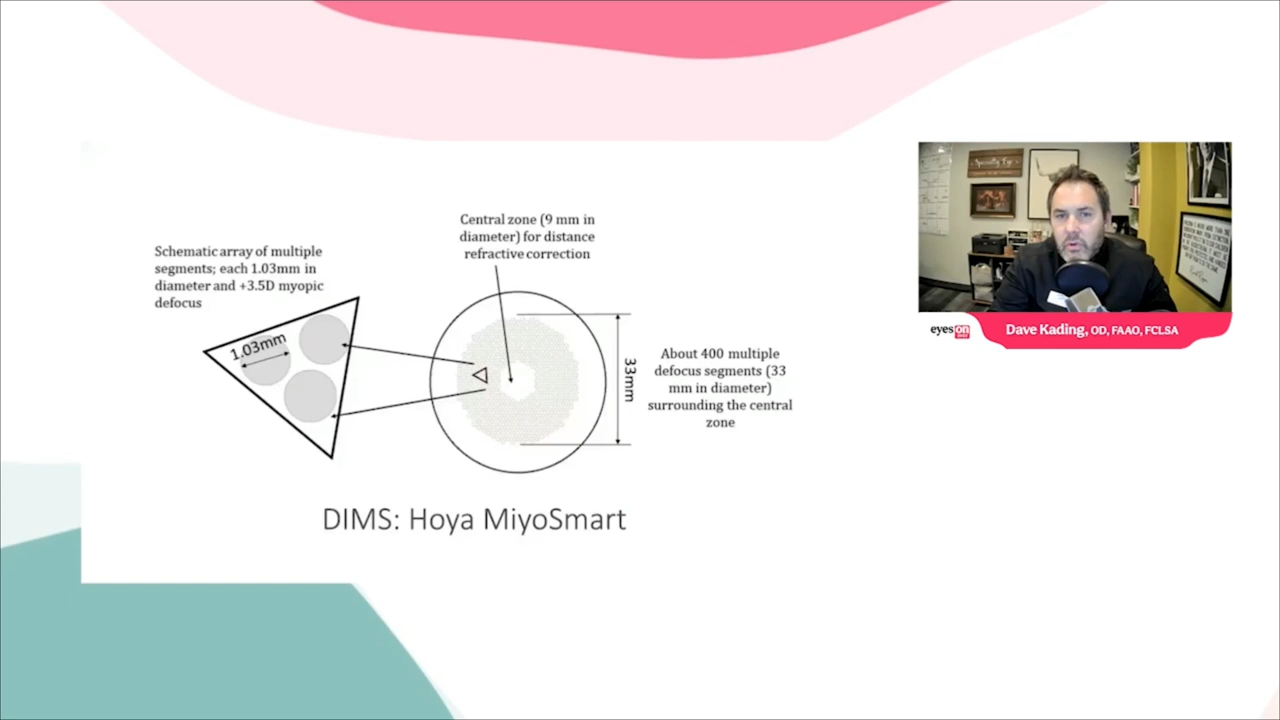 Central zone (9 mm in
diameter) for distance
refractive correction
Schematic array of multiple
segments; each 1.03mm in
diameter and +3.5D myopic
defocus
1.03mm
33mm
About 400 multiple
defocus segments (33
mm in diameter)
surrounding the central
zone
DIMS: Hoya MiyoSmart
Specialty Eye
eyes on
Dave Kading, OD, FAAO, FCLSA